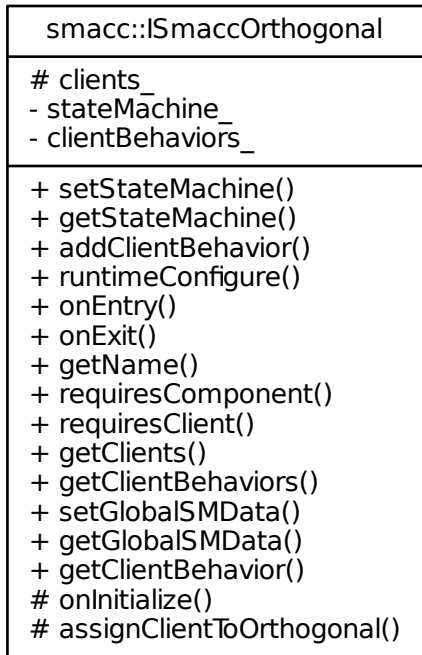 smacc::ISmaccOrthogonal
# clients_
- stateMachine_
- clientBehaviors_
+ setStateMachine()
+ getStateMachine()
+ addClientBehavior()
+ runtimeConfigure()
+ onEntry()
+ onExit()
+ getName()
+ requiresComponent()
+ requiresClient()
+ getClients()
+ getClientBehaviors()
+ setGlobalSMData()
+ getGlobalSMData()
+ getClientBehavior()
# onInitialize()
# assignClientToOrthogonal()